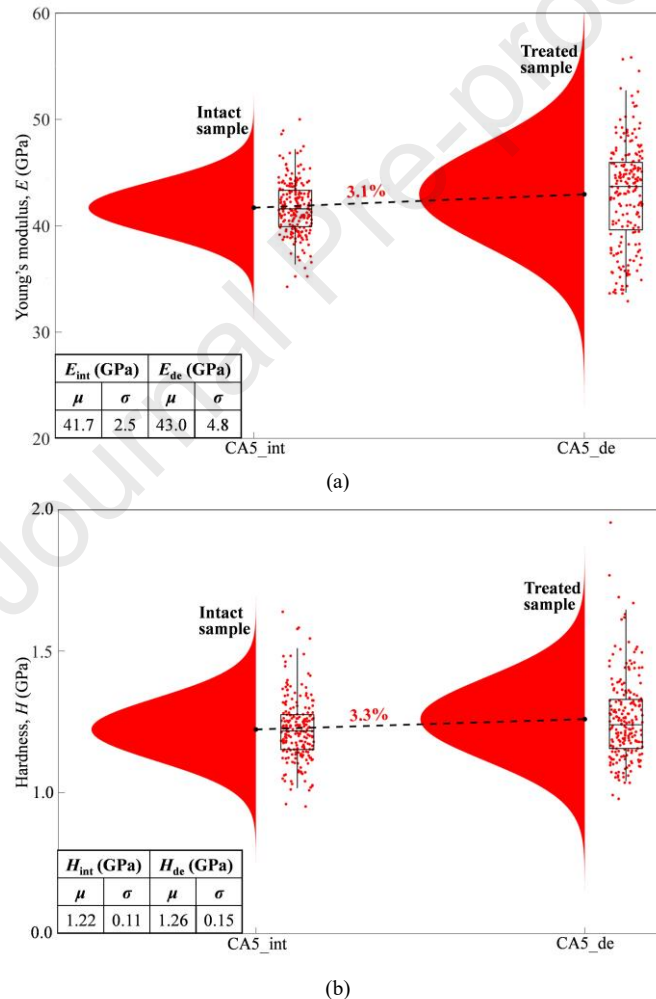 Journal Pre-proo
60
50
40
30
20
Young's modulus, E (GPa)
Intact
sample
Treated
sample
3.1%
E_int (GPa) E_de (GPa)
μ σ μ σ
41.7 2.5 43.0 4.8
CA5_int CA5_de
(a)
2.0
1.5
1.0
0.0
Hardness, H (GPa)
Intact
sample
Treated
sample
3.3%
H_int (GPa) H_de (GPa)
μ σ μ σ
1.22 0.11 1.26 0.15
CA5_int CA5_de
(b)